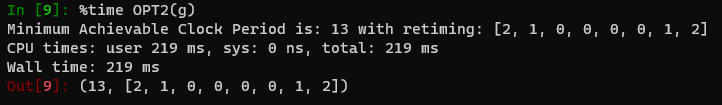 In [9]: %time OPT2(g)
Minimum Achievable Clock Period is: 13 with retiming: [2, 1, 0, 0, 0, 0, 1, 2]
CPU times: user 219 ms, sys: 0 ns, total: 219 ms
Wall time: 219 ms
Out[9]: (13, [2, 1, 0, 0, 0, 0, 1, 2])